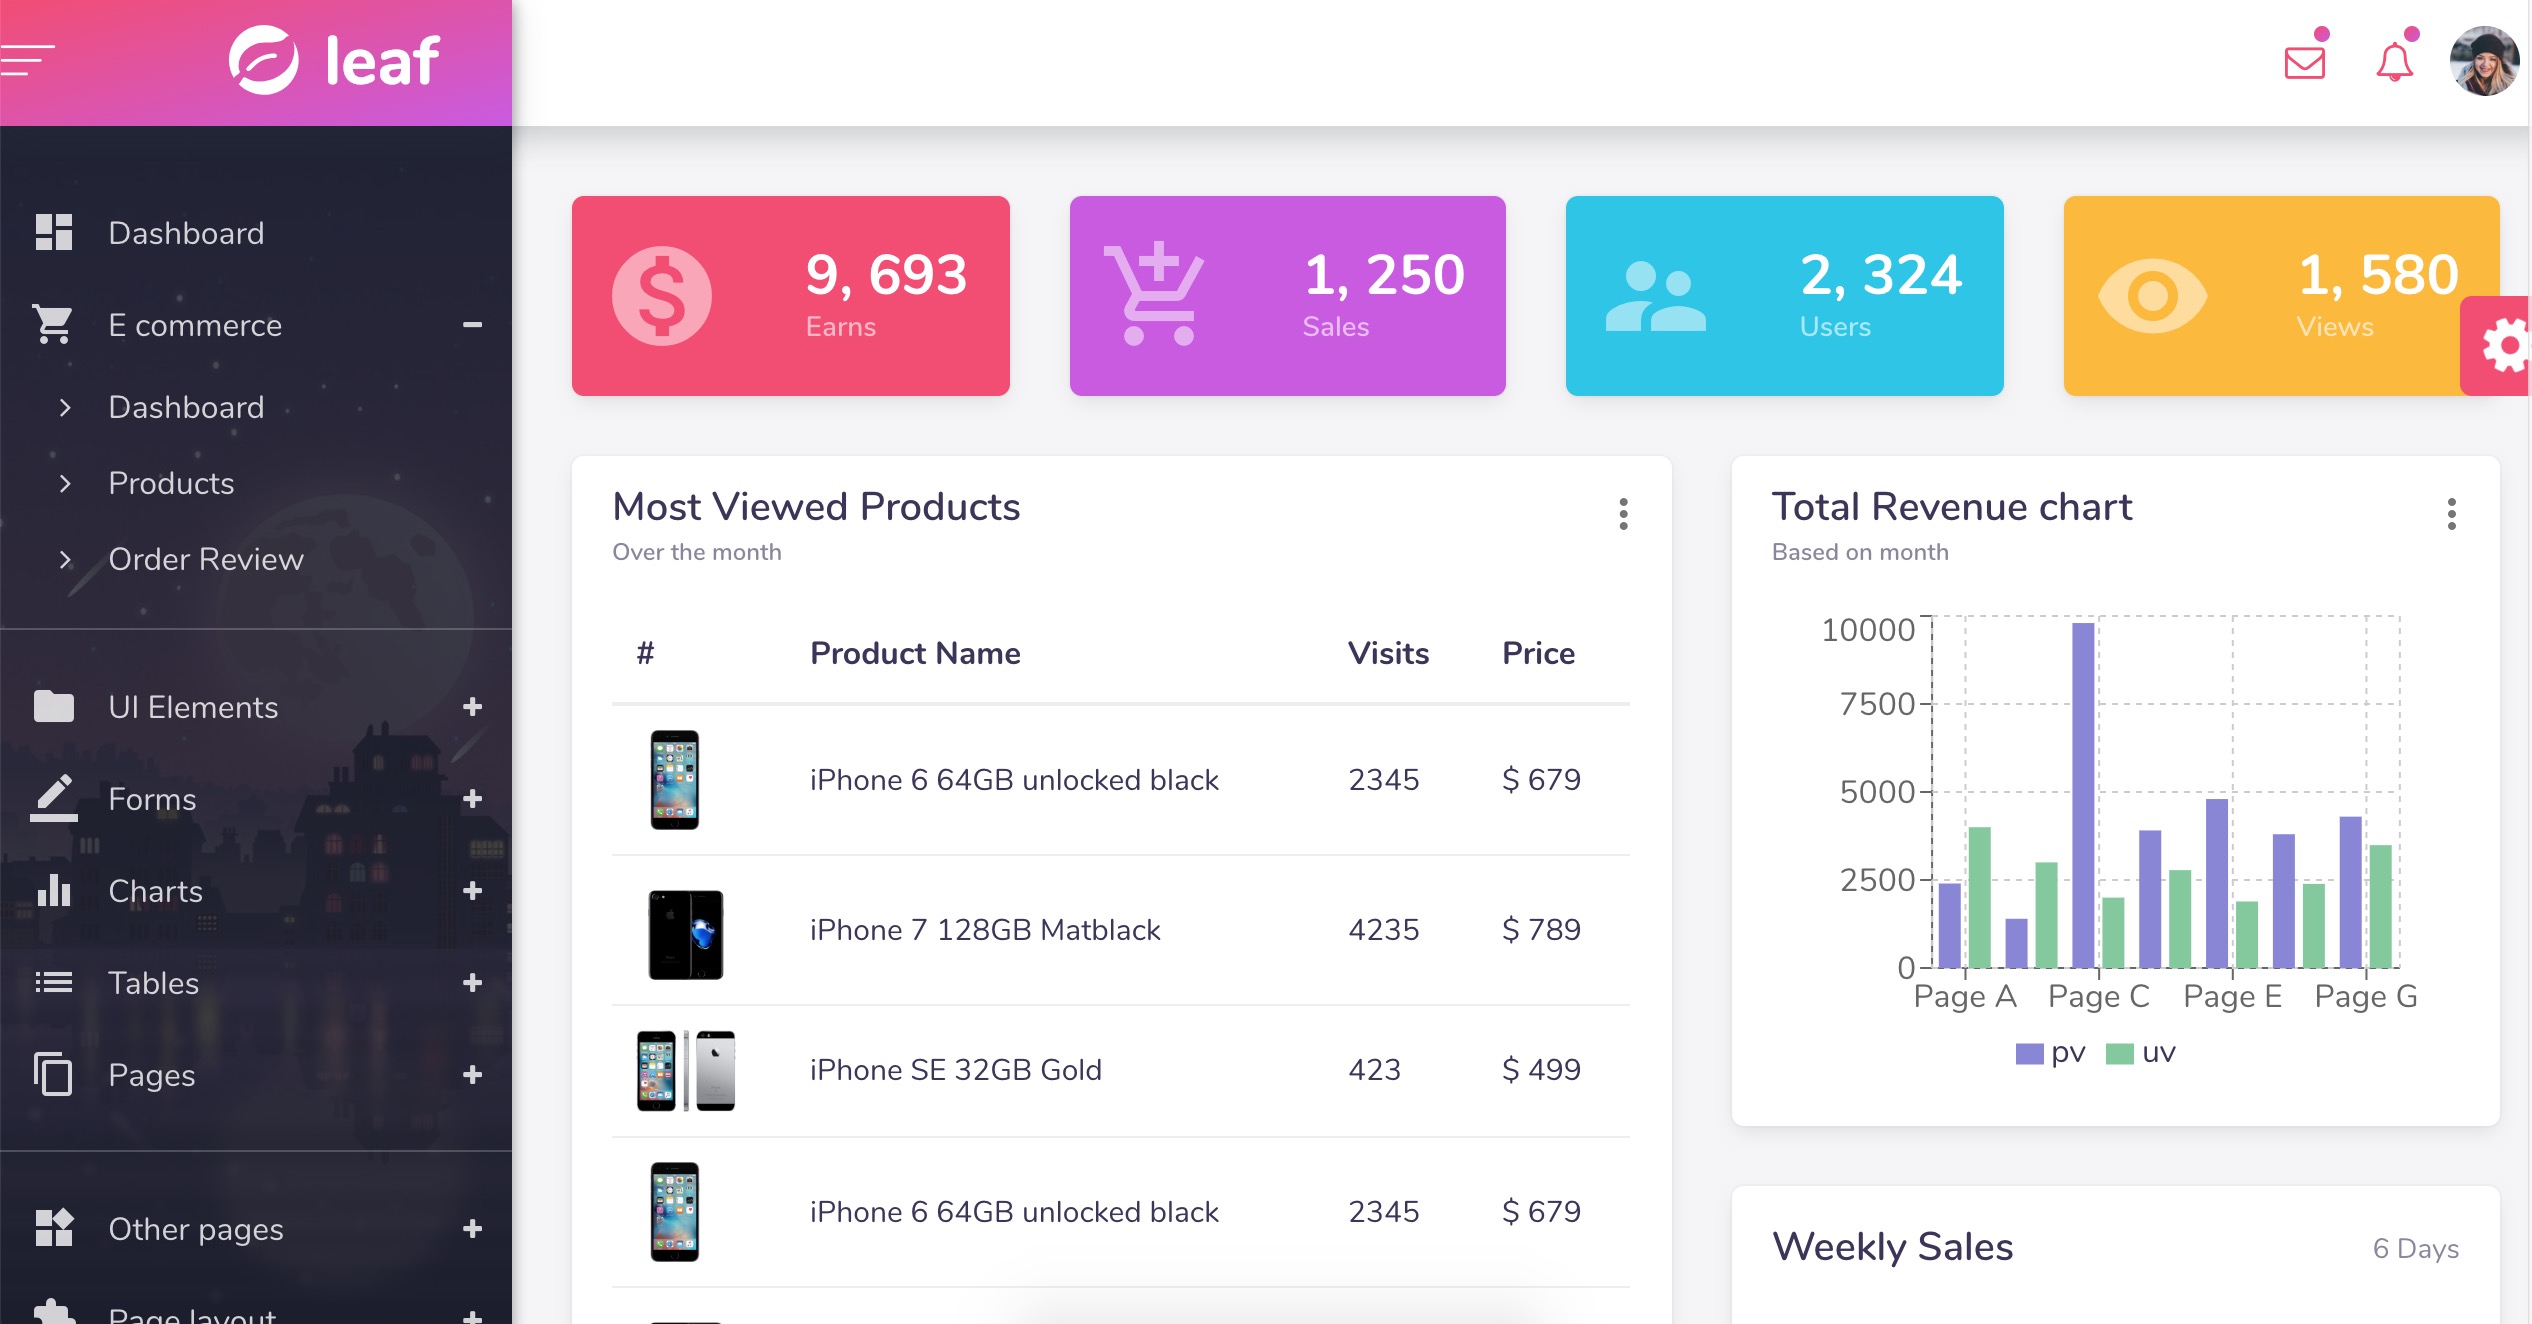 leaf
Dashboard
E commerce
Dashboard
Products
Order Review
UI Elements
Forms
Charts
Tables
Pages
Other pages
Page layout
9, 693
Earns
1, 250
Sales
2, 324
Users
1, 580
Views
Most Viewed Products
Over the month
# Product Name Visits Price
iPhone 6 64GB unlocked black 2345 $ 679
iPhone 7 128GB Matblack 4235 $ 789
iPhone SE 32GB Gold 423 $ 499
iPhone 6 64GB unlocked black 2345 $ 679
Total Revenue chart
Based on month
10000
7500
5000
2500
0
Page A Page C Page E Page G
pv uv
Weekly Sales 6 Days